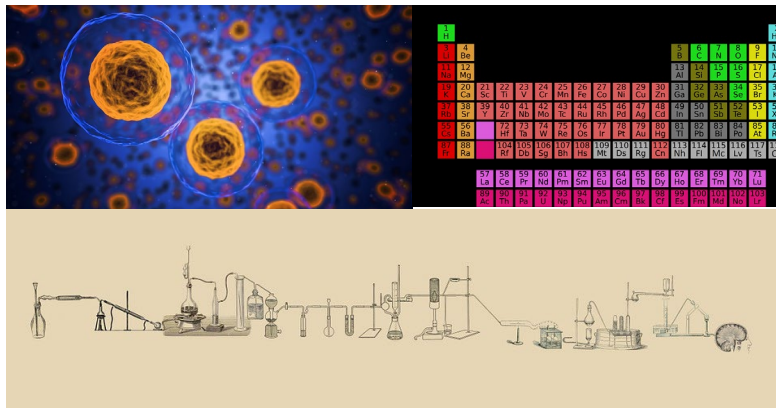 1
H
3 4 5 6 7 8 9
Li Be B C N O F
11 12 13 14 15 16 17
Na Mg Al Si P S Cl
19 20 21 22 23 24 25 26 27 28 29 30 31 32 33 34 35
K Ca Sc Ti V Cr Mn Fe Co Ni Cu Zn Ga Ge As Se Br
37 38 39 40 41 42 43 44 45 46 47 48 49 50 51 52 53
Rb Sr Y Zr Nb Mo Tc Ru Rh Pd Ag Cd In Sn Sb Te I
55 56 72 73 74 75 76 77 78 79 80 81 82 83 84 85
Cs Ba Hf Ta W Re Os Ir Pt Au Hg Tl Pb Bi Po At
87 88 104 105 106 107 108 109 110 111 112 113 114 115 116 117
Fr Ra Rf Db Sg Bh Hs Mt Ds Rg Cn Nh Fl Mc Lv Ts
57 58 59 60 61 62 63 64 65 66 67 68 69 70 71
La Ce Pr Nd Pm Sm Eu Gd Tb Dy Ho Er Tm Yb Lu
89 90 91 92 93 94 95 96 97 98 99 100 101 102 103
Ac Th Pa U Np Pu Am Cm Bk Cf Es Fm Md No Lr